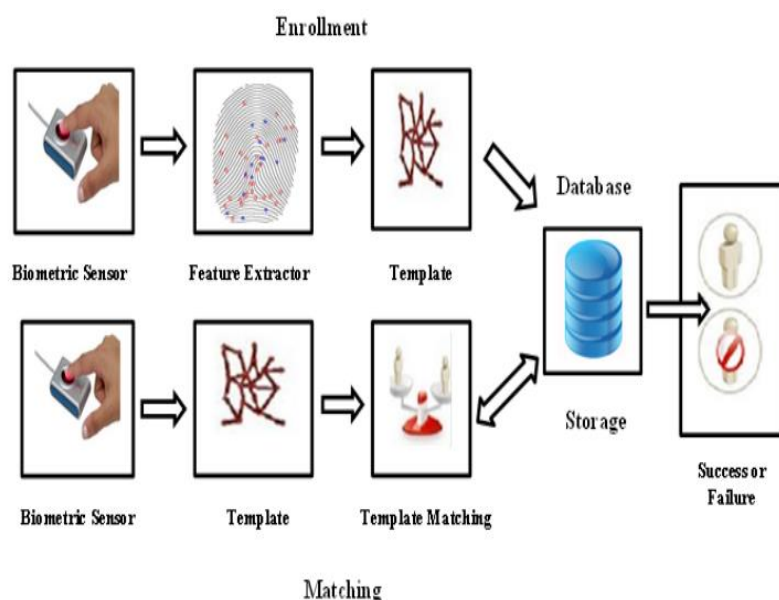 Enrollment
Database
Biometric Sensor
Feature Extractor
Template
Storage
Success or
Failure
Biometric Sensor
Template
Template Matching
Matching